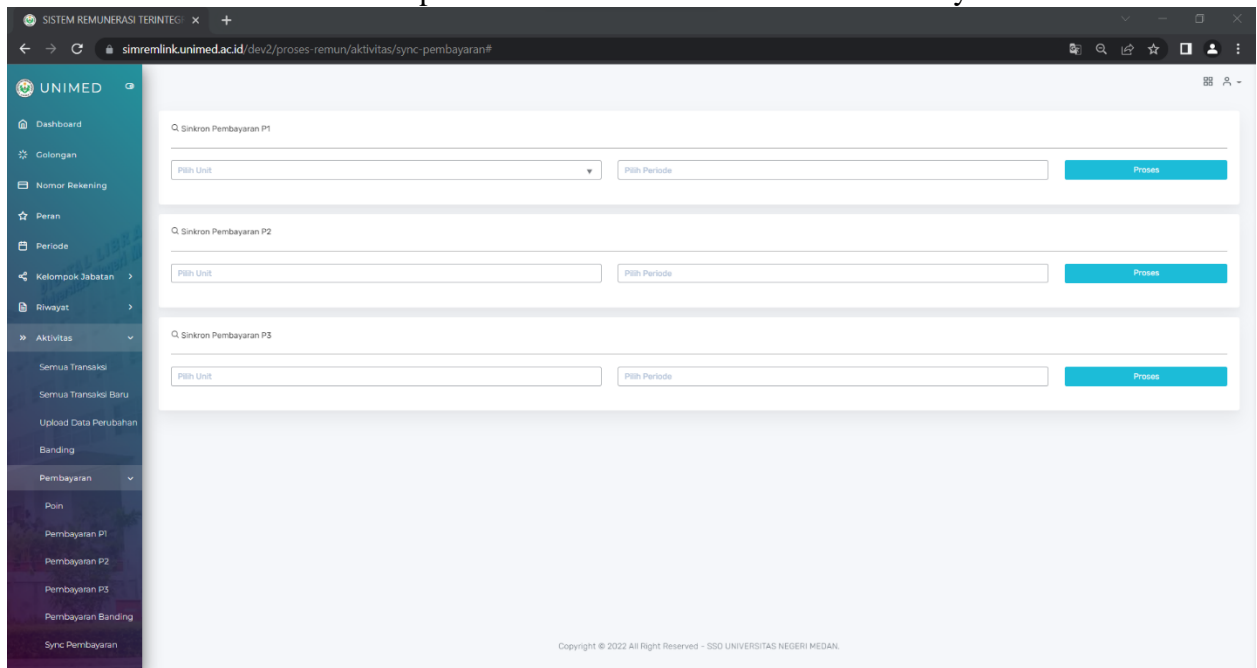 SISTEM REMUNERASI TERINTEG
simremlink.unimed.ac.id/dev2/proses-remun/aktivitas/sync-pembayaran#
UNIMED
Dashboard
Golongan
Nomor Rekening
Peran
Periode
Kelompok Jabatan
Riwayat
Aktivitas
Semua Transaksi
Semua Transaksi Baru
Upload Data Perubahan
Banding
Pembayaran
Poin
Pembayaran P1
Pembayaran P2
Pembayaran P3
Pembayaran Banding
Sync Pembayaran
Sinkron Pembayaran P1
Pilih Unit Pilih Periode Proses
Sinkron Pembayaran P2
Pilih Unit Pilih Periode Proses
Sinkron Pembayaran P3
Pilih Unit Pilih Periode Proses
Copyright © 2022 All Right Reserved - SSO UNIVERSITAS NEGERI MEDAN.